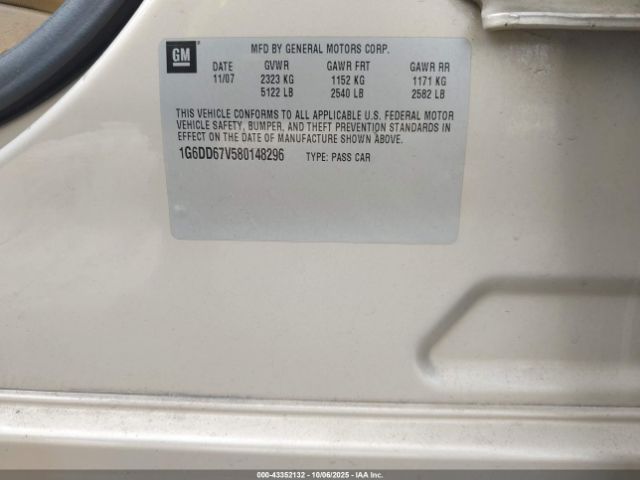 GM
MFD BY GENERAL MOTORS CORP.
DATE GVWR GAWR FRT GAWR RR
11/07 2323 KG 1152 KG 1171 KG
5122 LB 2540 LB 2582 LB
THIS VEHICLE CONFORMS TO ALL APPLICABLE U.S. FEDERAL MOTOR
VEHICLE SAFETY, BUMPER, AND THEFT PREVENTION STANDARDS IN
EFFECT ON THE DATE OF MANUFACTURE SHOWN ABOVE.
1G6DD67V580148296 TYPE: PASS CAR
000-43352132 - 10/06/2025 - IAA Inc.